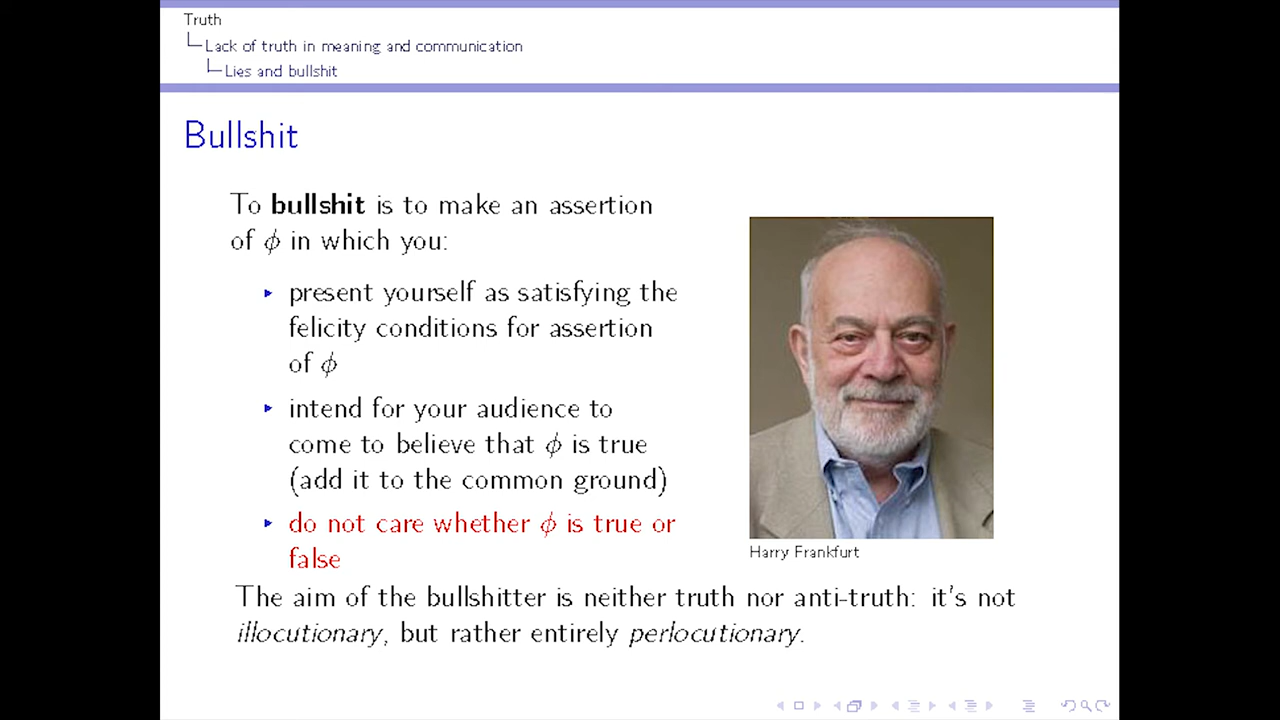 Truth
Lack of truth in meaning and communication
Lies and bullshit
Bullshit
To bullshit is to make an assertion
of ϕ in which you:
present yourself as satisfying the
felicity conditions for assertion
of ϕ
intend for your audience to
come to believe that ϕ is true
(add it to the common ground)
do not care whether ϕ is true or
false
Harry Frankfurt
The aim of the bullshitter is neither truth nor anti-truth: it's not
illocutionary, but rather entirely perlocutionary.